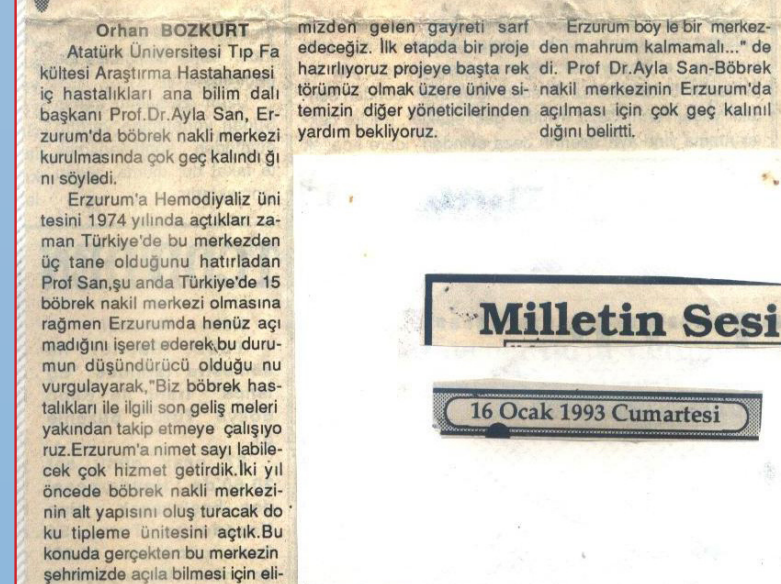 Orhan BOZKURT
Atatürk Üniversitesi Tıp Fa
kültesi Araştırma Hastahanesi
iç hastalıkları ana bilim dalı
başkanı Prof.Dr.Ayla San, Er-
zurum'da böbrek nakli merkezi
kurulmasında çok geç kalındı ğı
nı söyledi.
Erzurum'a Hemodiyaliz üni
tesini 1974 yılında açtıkları za-
man Türkiye'de bu merkezden
üç tane olduğunu hatırladan
Prof San,şu anda Türkiye'de 15
böbrek nakil merkezi olmasına
rağmen Erzurumda henüz açı
madığını işeret ederek,bu duru-
mun düşündürücü olduğu nu
vurgulayarak,"Biz böbrek has-
talıkları ile ilgili son geliş meleri
yakından takip etmeye çalışıyo
ruz.Erzurum'a nimet sayı labile-
cek çok hizmet getirdik.İki yıl
öncede böbrek nakli merkezi-
nin alt yapısını oluş turacak do
ku tipleme ünitesini açtık.Bu
konuda gerçekten bu merkezin
şehrimizde açıla bilmesi için eli-
mizden gelen gayreti sarf
edeceğiz. İlk etapda bir proje
hazırlıyoruz projeye başta rek
törümüz olmak üzere ünive si-
temizin diğer yöneticilerinden
yardım bekliyoruz.
Erzurum böy le bir merkez-
den mahrum kalmamalı..." de
di. Prof Dr.Ayla San-Böbrek
nakil merkezinin Erzurum'da
açılması için çok geç kalınıl
dığını belirtti.
Milletin Sesi
16 Ocak 1993 Cumartesi